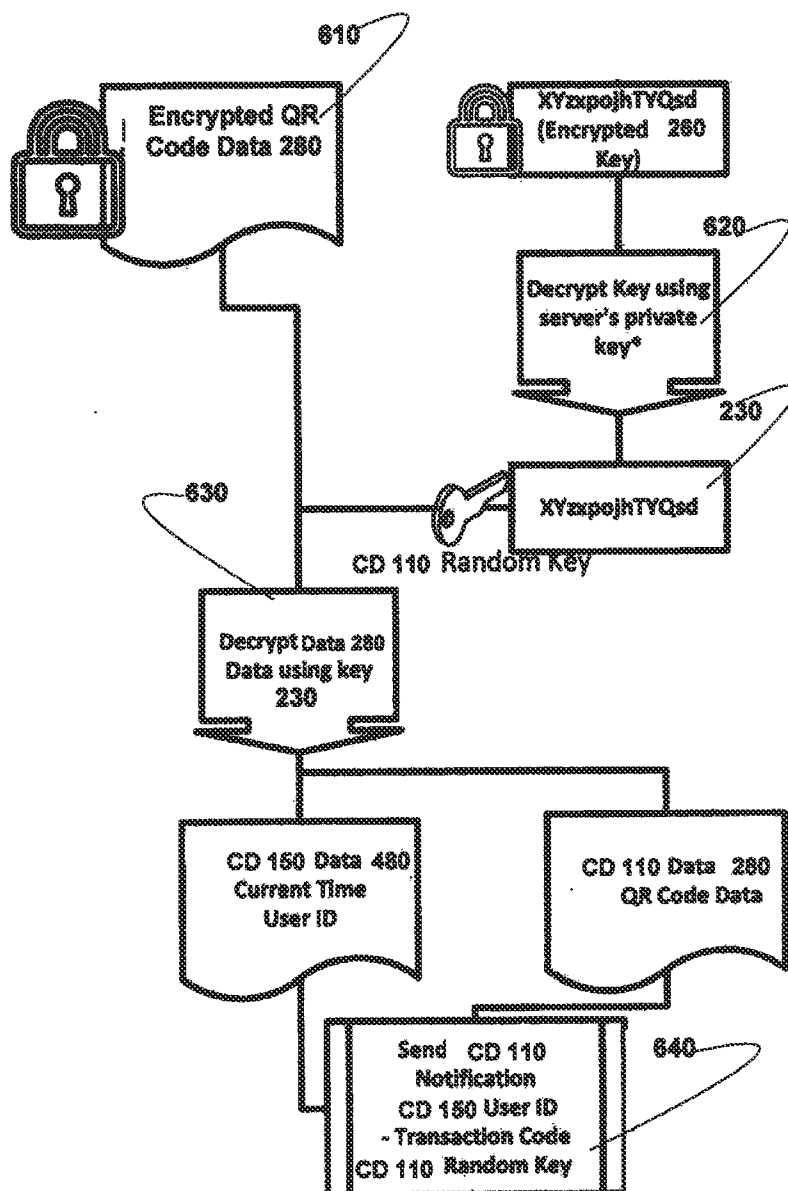 610
Encrypted QR
Code Data 280
XYzxpojhTYQsd
(Encrypted 260
Key)
620
Decrypt Key using
server's private
key*
230
XYzxpojhTYQsd
CD 110 Random Key
630
Decrypt Data 280
Data using key
230
CD 150 Data 480
Current Time
User ID
CD 110 Data 280
QR Code Data
Send CD 110
Notification
CD 150 User ID
- Transaction Code
CD 110 Random Key
640